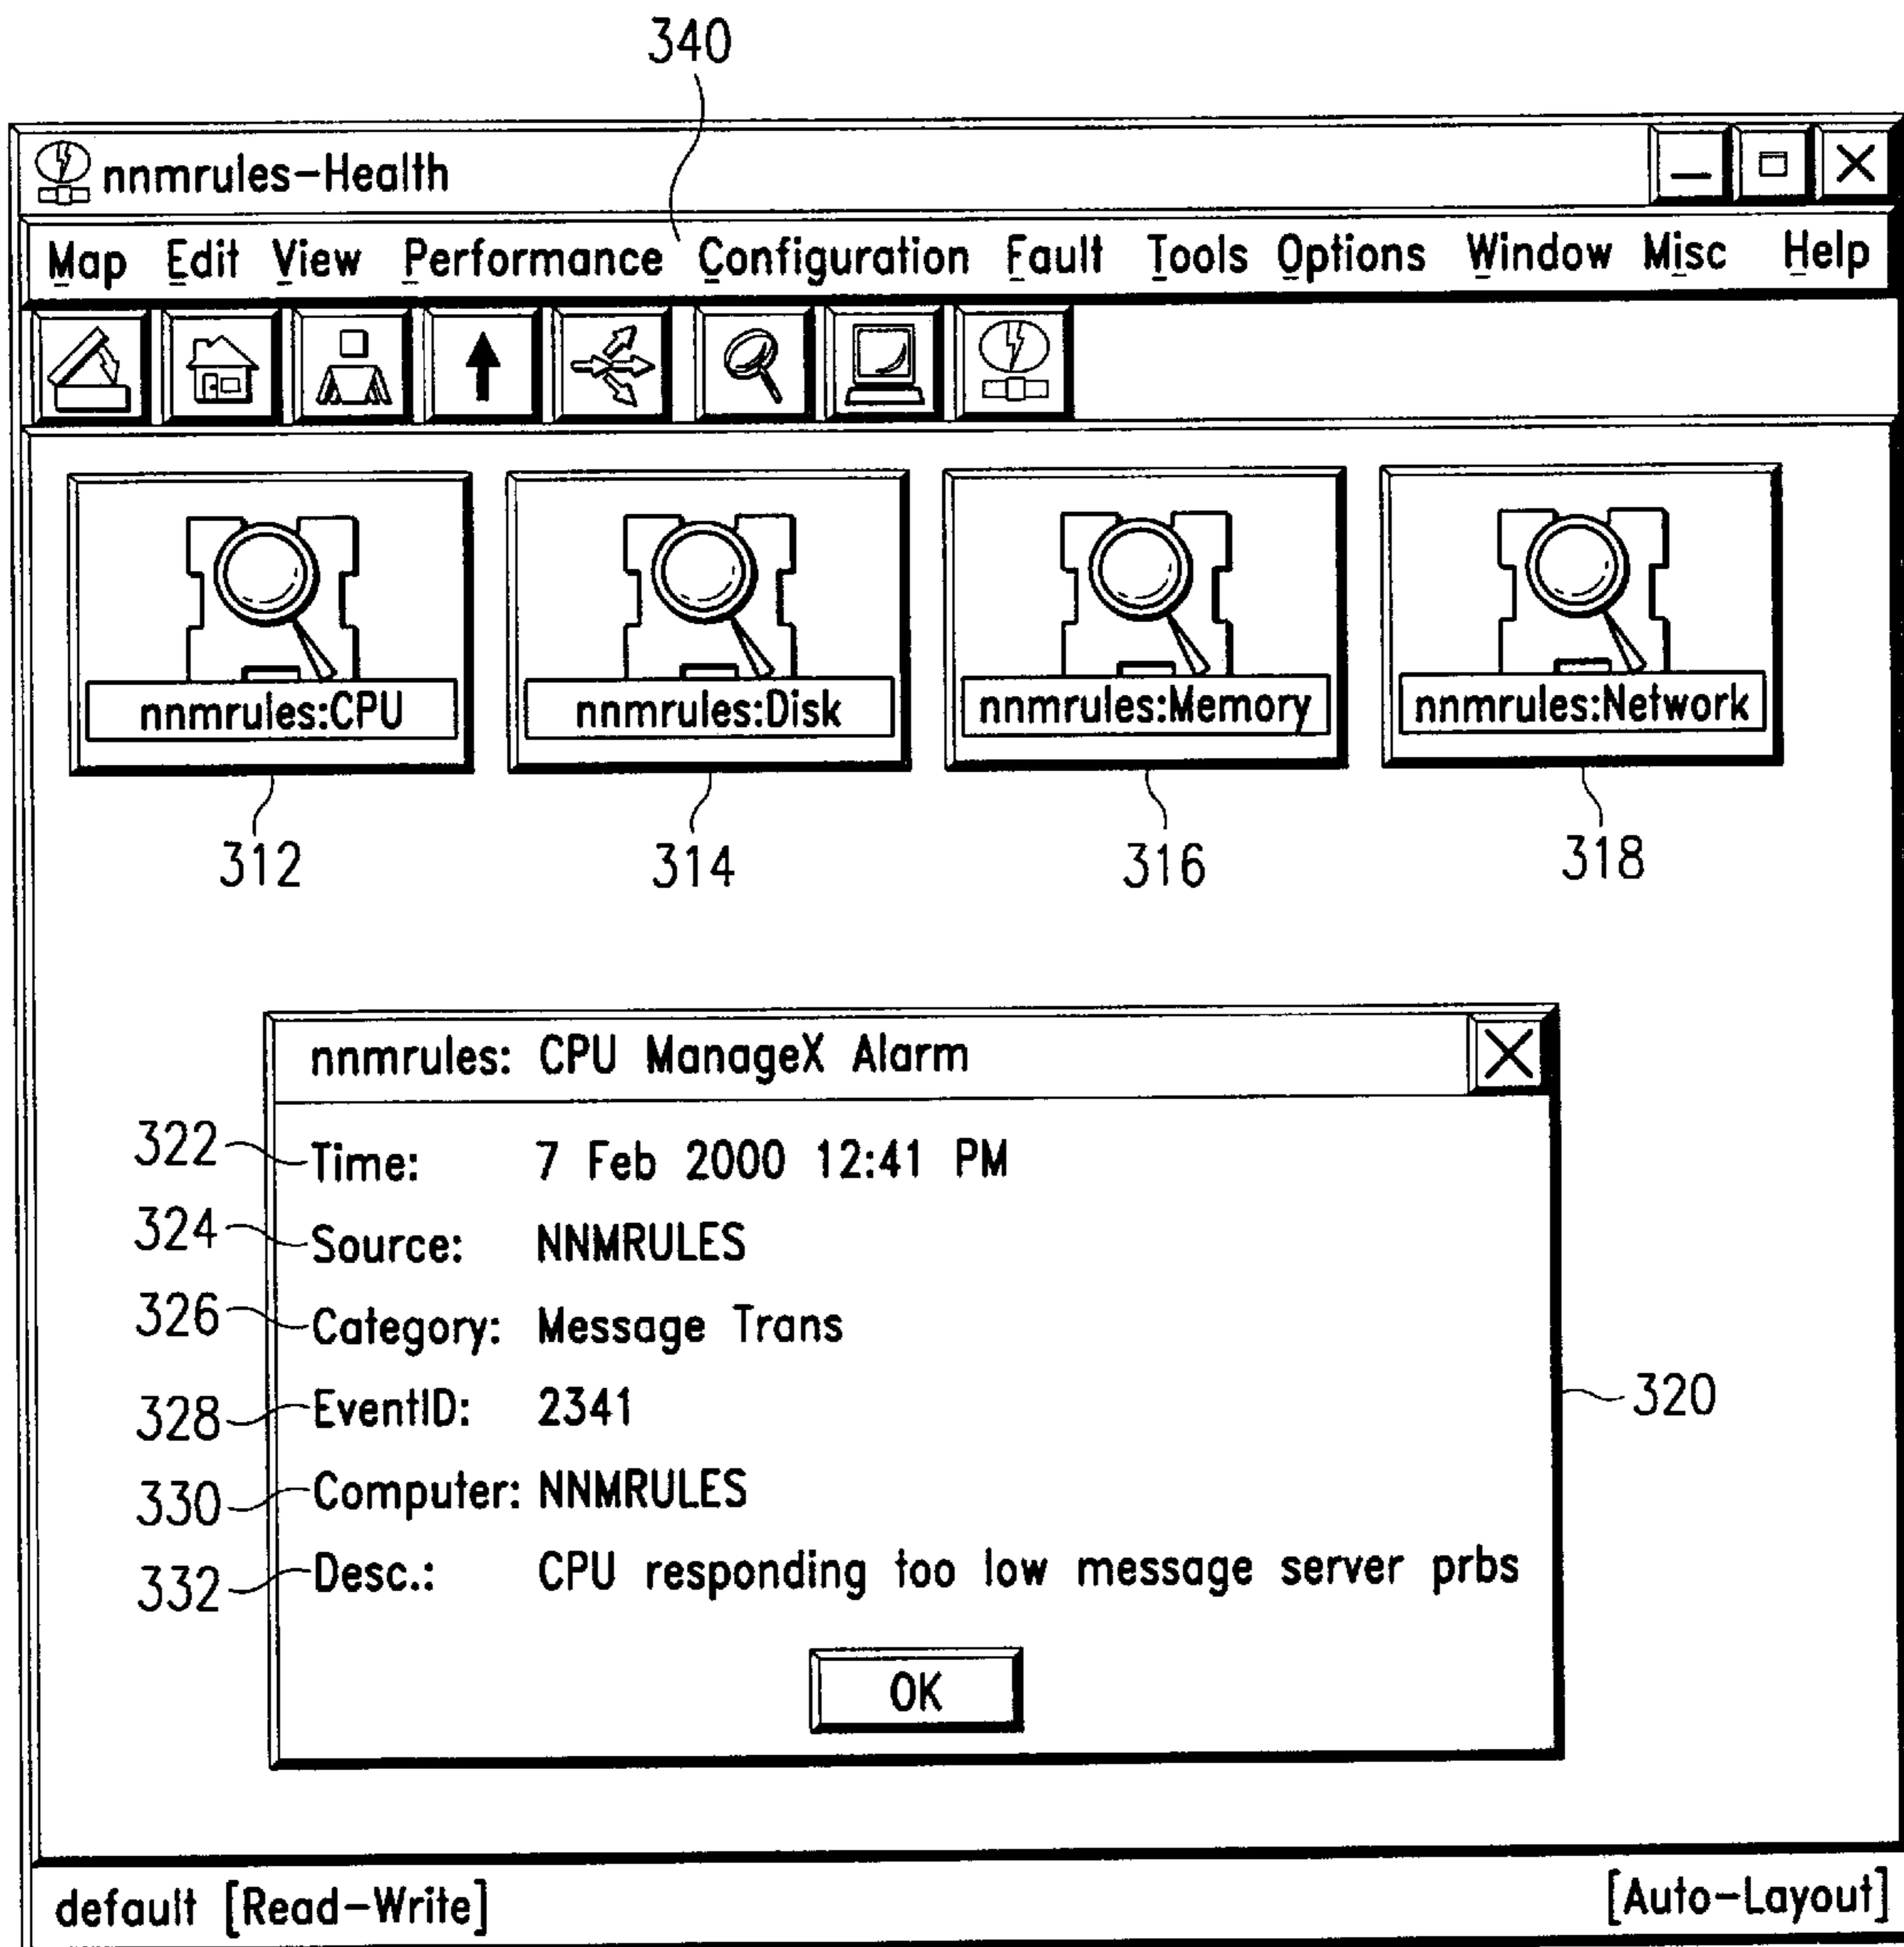 340
nnmrules-Health
Map Edit View Performance Configuration Fault Tools Options Window Misc Help
nnmrules:CPU nnmrules:Disk nnmrules:Memory nnmrules:Network
312 314 316 318
nnmrules: CPU ManageX Alarm
322 Time: 7 Feb 2000 12:41 PM
324 Source: NNMRULES
326 Category: Message Trans
328 EventID: 2341
320
330 Computer: NNMRULES
332 Desc.: CPU responding too low message server prbs
OK
default [Read-Write] [Auto-Layout]